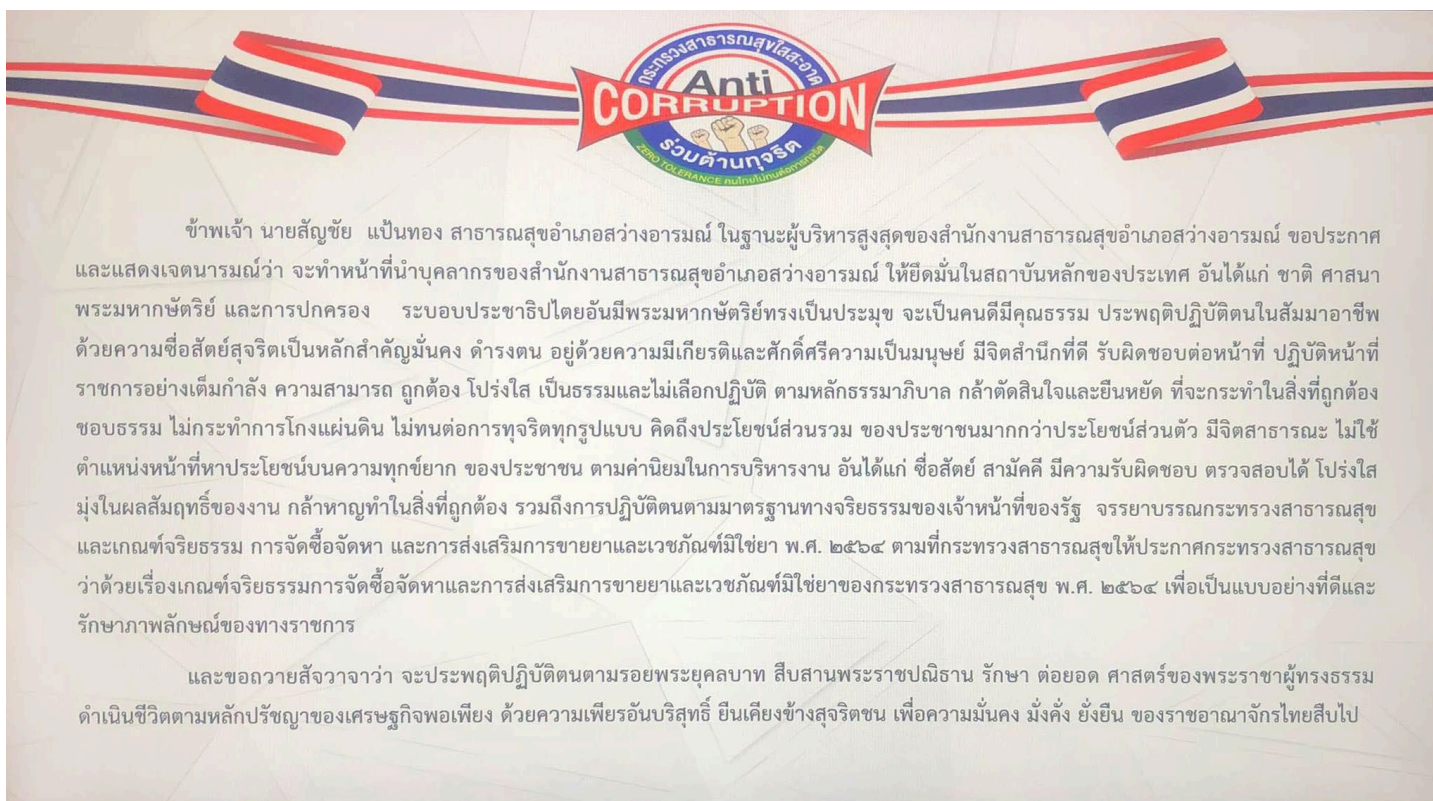 กระทรวงสาธารณสุขใสสะอาด
Anti
CORRUPTION
ร่วมต้านทุจริต
ZERO TOLERANCE คนไทยไม่ทนต่อการทุจริต
ข้าพเจ้า นายสัญชัย แป้นทอง สาธารณสุขอำเภอสว่างอารมณ์ ในฐานะผู้บริหารสูงสุดของสำนักงานสาธารณสุขอำเภอสว่างอารมณ์ ขอประกาศ
และแสดงเจตนารมณ์ว่า จะทำหน้าที่นำบุคลากรของสำนักงานสาธารณสุขอำเภอสว่างอารมณ์ ให้ยึดมั่นในสถาบันหลักของประเทศ อันได้แก่ ชาติ ศาสนา
พระมหากษัตริย์ และการปกครอง ระบอบประชาธิปไตยอันมีพระมหากษัตริย์ทรงเป็นประมุข จะเป็นคนดีมีคุณธรรม ประพฤติปฏิบัติตนในสัมมาอาชีพ
ด้วยความซื่อสัตย์สุจริตเป็นหลักสำคัญมั่นคง ดำรงตน อยู่ด้วยความมีเกียรติและศักดิ์ศรีความเป็นมนุษย์ มีจิตสำนึกที่ดี รับผิดชอบต่อหน้าที่ ปฏิบัติหน้าที่
ราชการอย่างเต็มกำลัง ความสามารถ ถูกต้อง โปร่งใส เป็นธรรมและไม่เลือกปฏิบัติ ตามหลักธรรมาภิบาล กล้าตัดสินใจและยืนหยัด ที่จะกระทำในสิ่งที่ถูกต้อง
ชอบธรรม ไม่กระทำการโกงแผ่นดิน ไม่ทนต่อการทุจริตทุกรูปแบบ คิดถึงประโยชน์ส่วนรวม ของประชาชนมากกว่าประโยชน์ส่วนตัว มีจิตสาธารณะ ไม่ใช้
ตำแหน่งหน้าที่หาประโยชน์บนความทุกข์ยาก ของประชาชน ตามค่านิยมในการบริหารงาน อันได้แก่ ซื่อสัตย์ สามัคคี มีความรับผิดชอบ ตรวจสอบได้ โปร่งใส
มุ่งในผลสัมฤทธิ์ของงาน กล้าหาญทำในสิ่งที่ถูกต้อง รวมถึงการปฏิบัติตนตามมาตรฐานทางจริยธรรมของเจ้าหน้าที่ของรัฐ จรรยาบรรณกระทรวงสาธารณสุข
และเกณฑ์จริยธรรม การจัดซื้อจัดหา และการส่งเสริมการขายยาและเวชภัณฑ์มิใช่ยา พ.ศ. ๒๕๖๔ ตามที่กระทรวงสาธารณสุขให้ประกาศกระทรวงสาธารณสุข
ว่าด้วยเรื่องเกณฑ์จริยธรรมการจัดซื้อจัดหาและการส่งเสริมการขายยาและเวชภัณฑ์มิใช่ยาของกระทรวงสาธารณสุข พ.ศ. ๒๕๖๔ เพื่อเป็นแบบอย่างที่ดีและ
รักษาภาพลักษณ์ของทางราชการ
และขอถวายสัจวาจาว่า จะประพฤติปฏิบัติตนตามรอยพระยุคลบาท สืบสานพระราชปณิธาน รักษา ต่อยอด ศาสตร์ของพระราชาผู้ทรงธรรม
ดำเนินชีวิตตามหลักปรัชญาของเศรษฐกิจพอเพียง ด้วยความเพียรอันบริสุทธิ์ ยืนเคียงข้างสุจริตชน เพื่อความมั่นคง มั่งคั่ง ยั่งยืน ของราชอาณาจักรไทยสืบไป